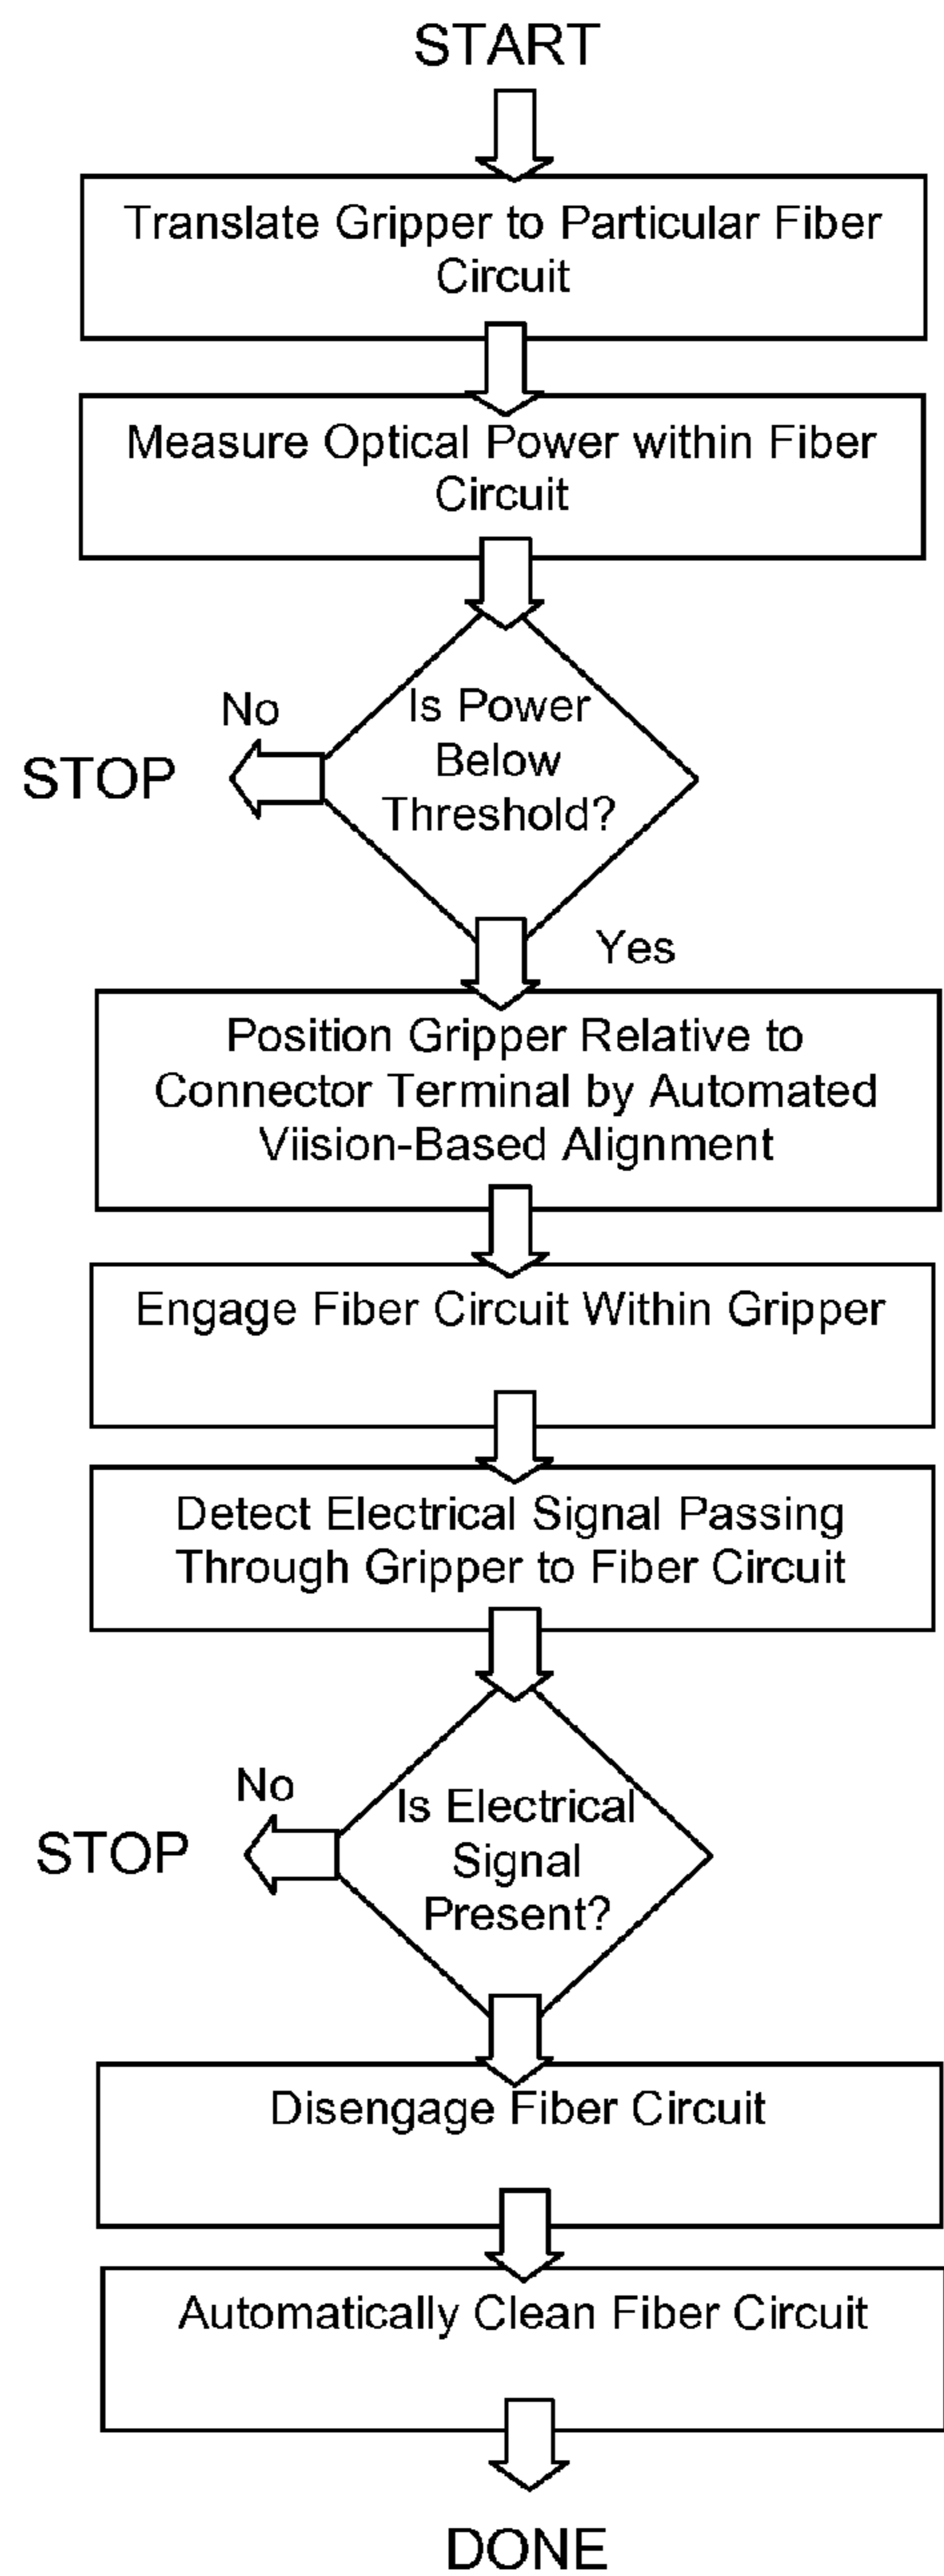 START
Translate Gripper to Particular Fiber
Circuit
Measure Optical Power within Fiber
Circuit
Is Power
Below
Threshold?
No
STOP
Yes
Position Gripper Relative to
Connector Terminal by Automated
Viision-Based Alignment
Engage Fiber Circuit Within Gripper
Detect Electrical Signal Passing
Through Gripper to Fiber Circuit
Is Electrical
Signal
Present?
No
STOP
Disengage Fiber Circuit
Automatically Clean Fiber Circuit
DONE